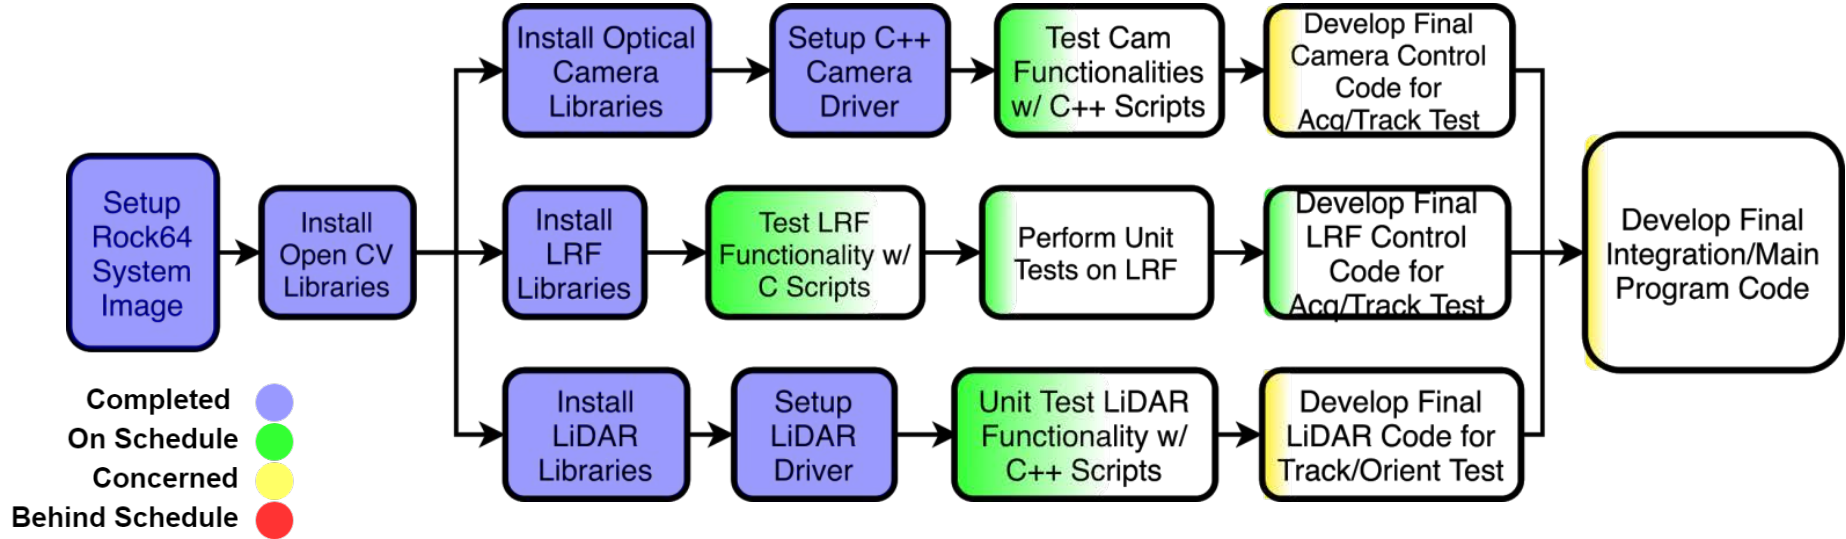 Setup
Rock64
System
Image
Install
Open CV
Libraries
Install Optical
Camera
Libraries
Setup C++
Camera
Driver
Test Cam
Functionalities
w/ C++ Scripts
Develop Final
Camera Control
Code for
Acq/Track Test
Install
LRF
Libraries
Test LRF
Functionality w/
C Scripts
Perform Unit
Tests on LRF
Develop Final
LRF Control
Code for
Acq/Track Test
Install
LiDAR
Libraries
Setup
LiDAR
Driver
Unit Test LiDAR
Functionality w/
C++ Scripts
Develop Final
LiDAR Code for
Track/Orient Test
Develop Final
Integration/Main
Program Code
Completed
On Schedule
Concerned
Behind Schedule